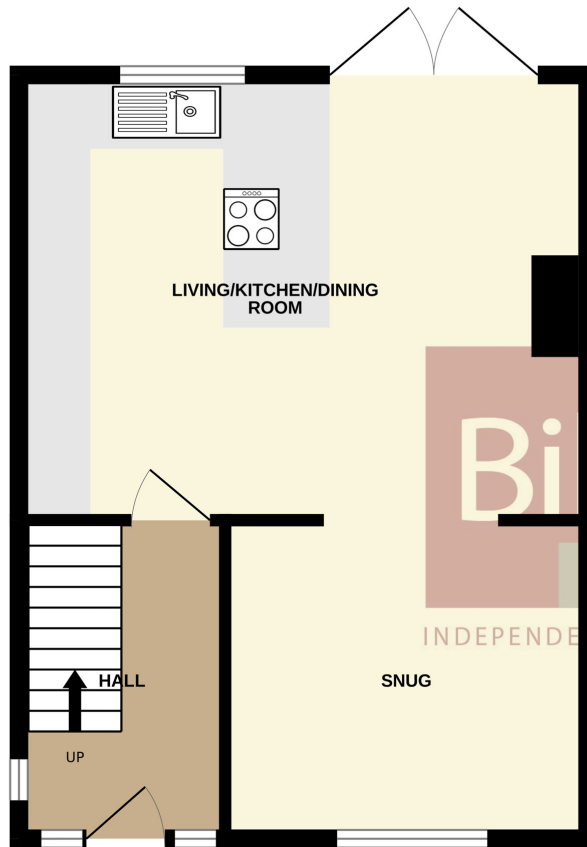 LIVING/KITCHEN/DINING
ROOM
Bi
INDEPENDE
HALL
SNUG
UP